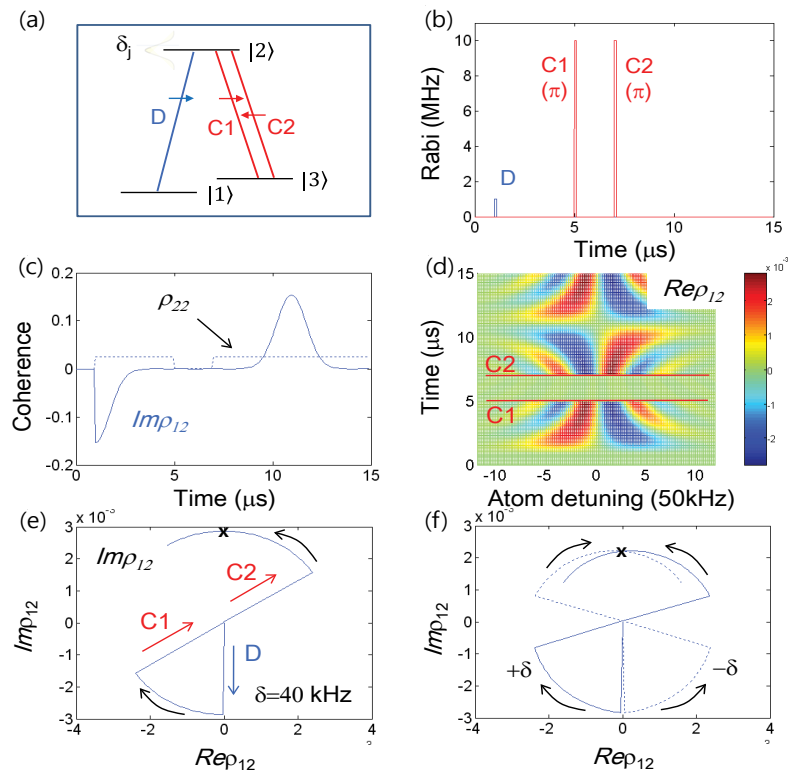 (a)
δj
|2⟩
D
C1
C2
|1⟩
|3⟩
(b)
Rabi (MHz)
10
8
6
4
2
0
0
5
10
15
C1
(π)
C2
(π)
D
Time (μs)
(c)
Coherence
0.2
0.1
0
-0.1
-0.2
0
5
10
15
ρ22
Imρ12
Time (μs)
(d)
Time (μs)
15
10
5
0
-10
-5
0
5
10
Reρ12
C2
C1
x 10-3
2
1
0
-1
-2
Atom detuning (50kHz)
(e)
x 10-3
Imρ12
3
2
1
0
-1
-2
-3
-4
-2
0
2
4
Imρ12
x
C2
C1
D
δ=40 kHz
Reρ12
(f)
x 10-3
Imρ12
3
2
1
0
-1
-2
-3
-4
-2
0
2
4
x
+δ
−δ
Reρ12